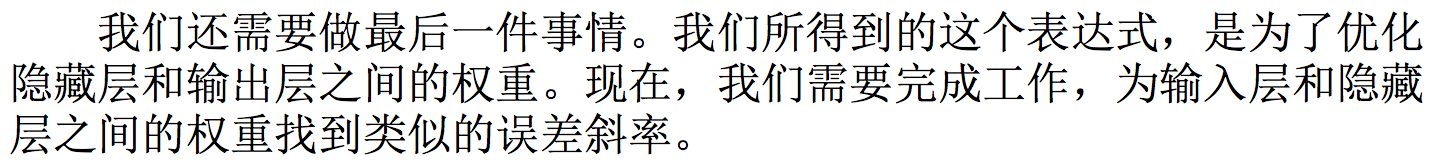 我们还需要做最后一件事情。我们所得到的这个表达式，是为了优化
隐藏层和输出层之间的权重。现在，我们需要完成工作，为输入层和隐藏
层之间的权重找到类似的误差斜率。